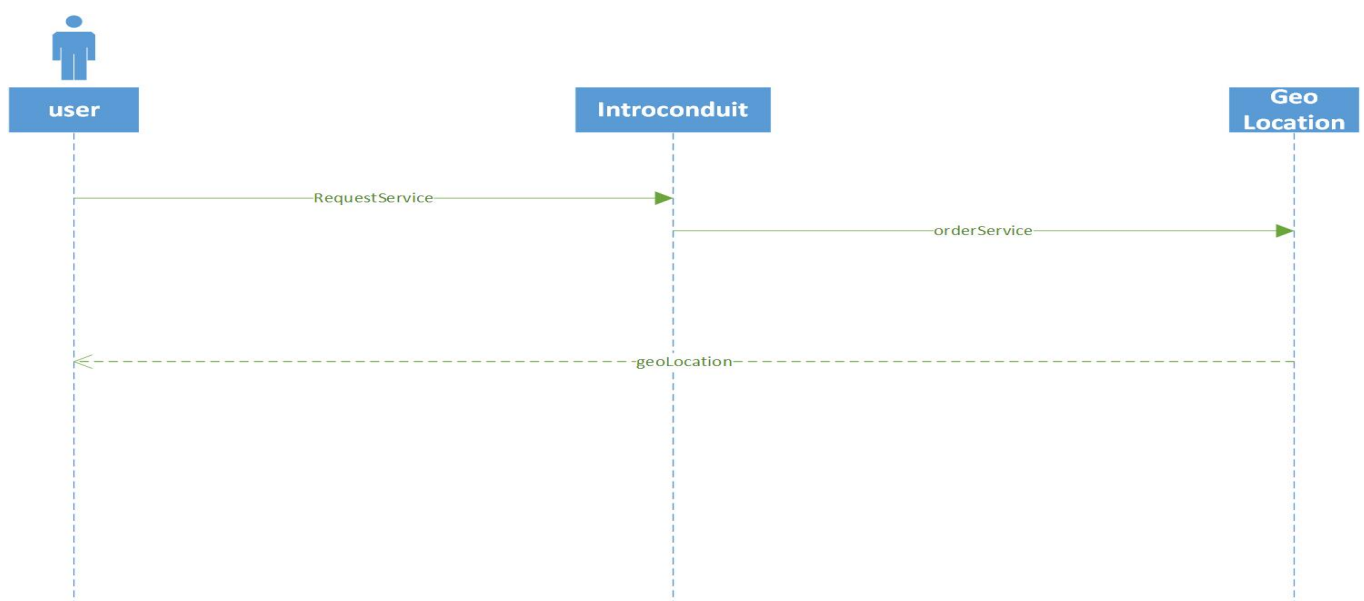 user
Introconduit
Geo
Location
RequestService
orderService
geoLocation